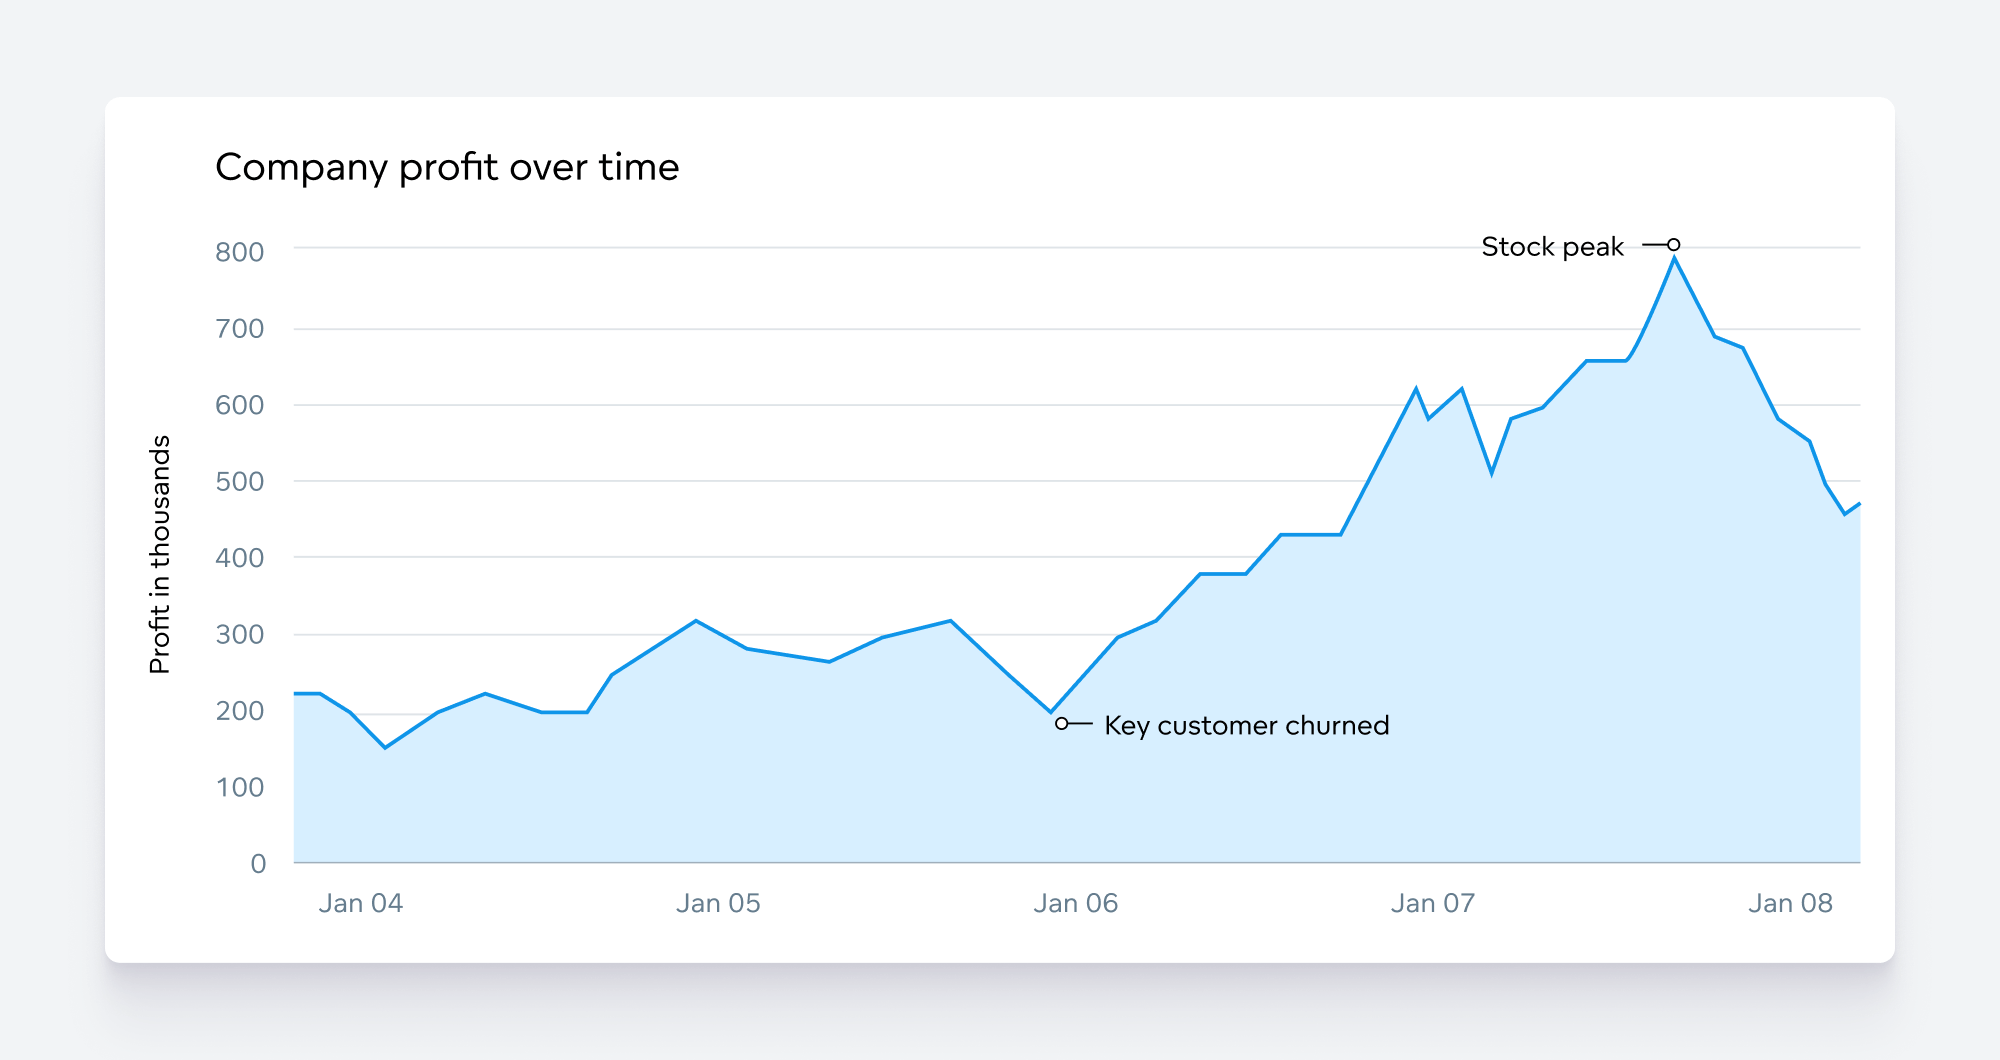 Company profit over time
800
Stock peak
700
600
500
400
300
200
100
0
Profit in thousands
Key customer churned
Jan 04
Jan 05
Jan 06
Jan 07
Jan 08